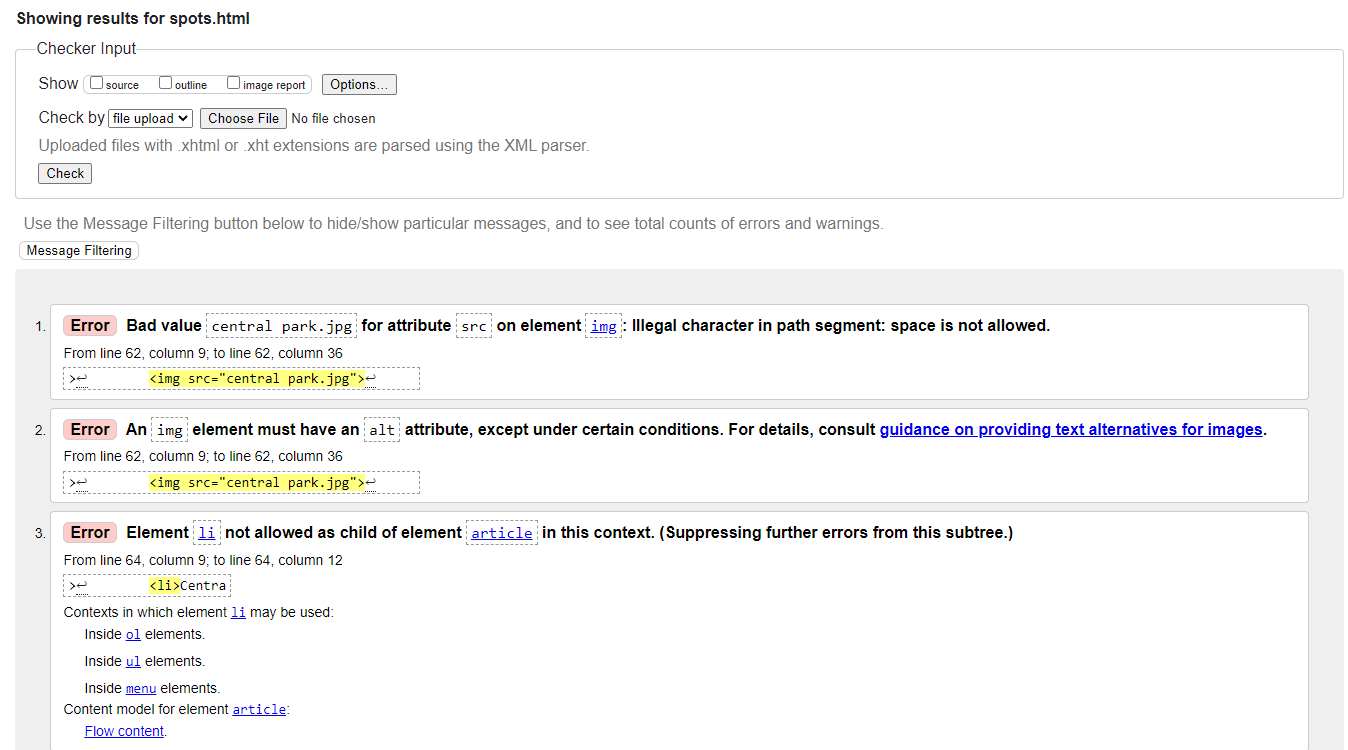 Showing results for spots.html
Checker Input
Show source outline image report Options...
Check by file upload Choose File No file chosen
Uploaded files with .xhtml or .xht extensions are parsed using the XML parser.
Check
Use the Message Filtering button below to hide/show particular messages, and to see total counts of errors and warnings.
Message Filtering
1. Error Bad value central park.jpg for attribute src on element img: Illegal character in path segment: space is not allowed.
From line 62, column 9; to line 62, column 36
>↩ <img src="central park.jpg">↩
2. Error An img element must have an alt attribute, except under certain conditions. For details, consult guidance on providing text alternatives for images.
From line 62, column 9; to line 62, column 36
>↩ <img src="central park.jpg">↩
3. Error Element li not allowed as child of element article in this context. (Suppressing further errors from this subtree.)
From line 64, column 9; to line 64, column 12
>↩ <li>Centra
Contexts in which element li may be used:
Inside ol elements.
Inside ul elements.
Inside menu elements.
Content model for element article:
Flow content.